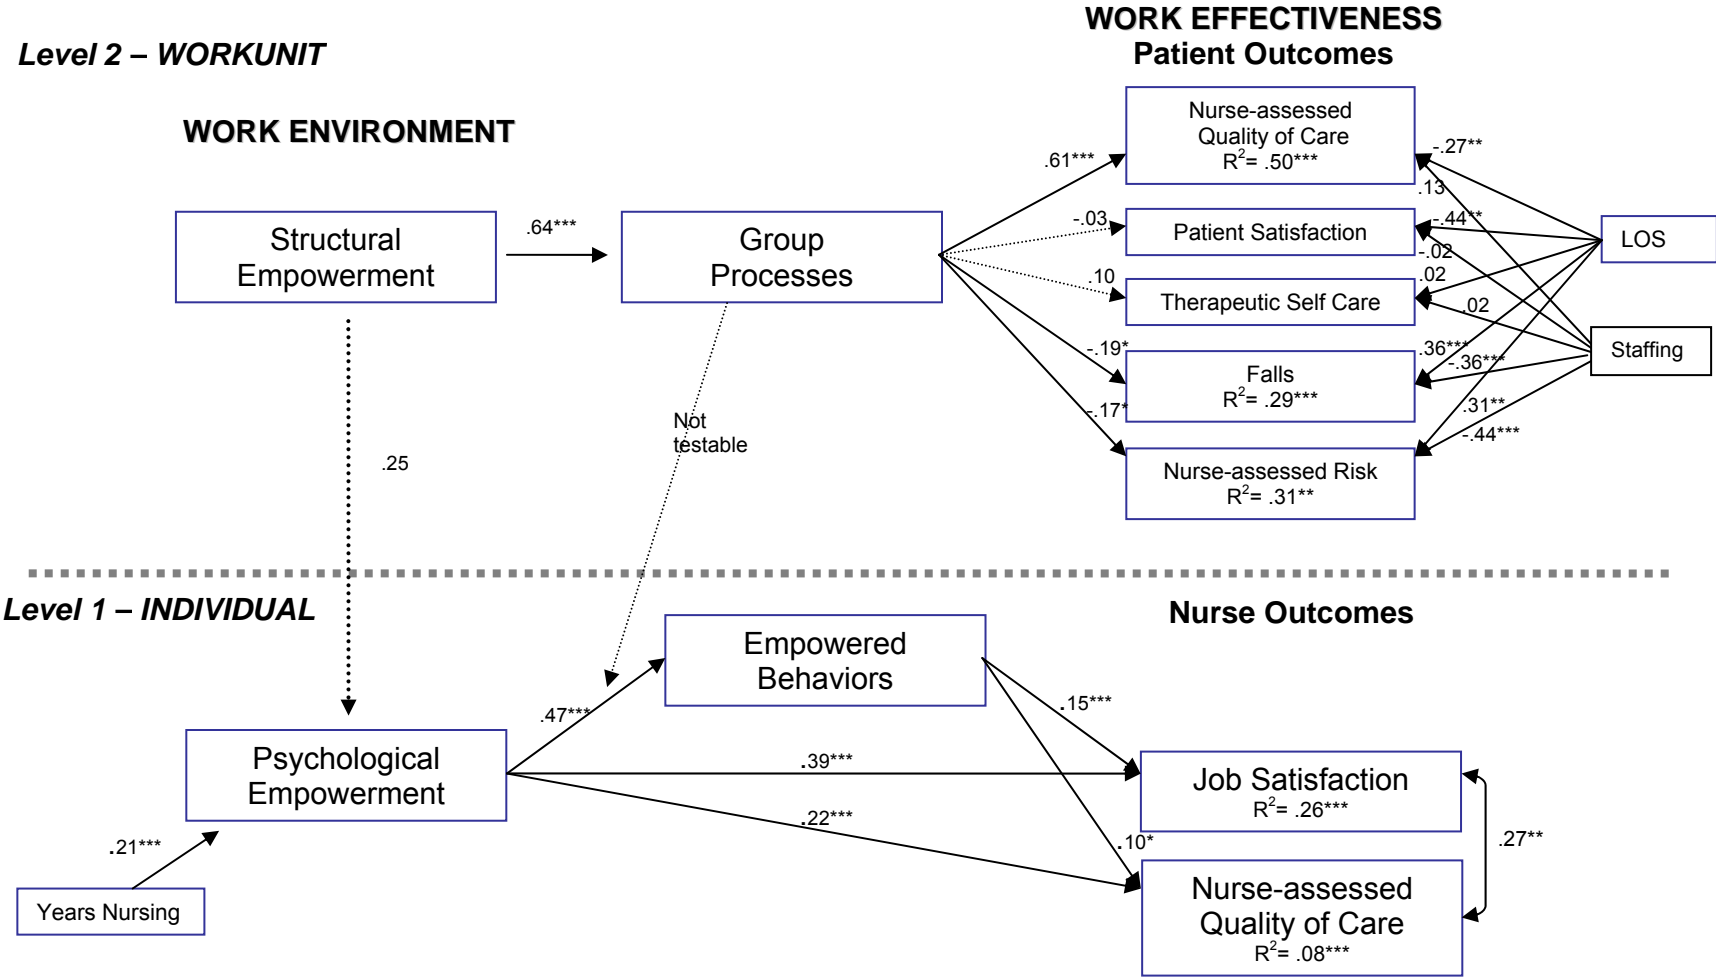 WORK EFFECTIVENESS
Patient Outcomes
Level 2 – WORKUNIT
WORK ENVIRONMENT
Nurse-assessed
Quality of Care
R²= .50***
.61***
-.27**
.13
Structural
Empowerment
.64***
Group
Processes
-.03
Patient Satisfaction
-.44**
-.02
LOS
.10
Therapeutic Self Care
.02
.02
Staffing
-.19*
Falls
R²= .29***
.36***
-.36***
-.17*
Not
testable
.31**
-.44***
.25
Nurse-assessed Risk
R²= .31**
Level 1 – INDIVIDUAL
Nurse Outcomes
Empowered
Behaviors
.47***
.15***
Psychological
Empowerment
.39***
Job Satisfaction
R²= .26***
.22***
.10*
.27**
.21***
Years Nursing
Nurse-assessed
Quality of Care
R²= .08***